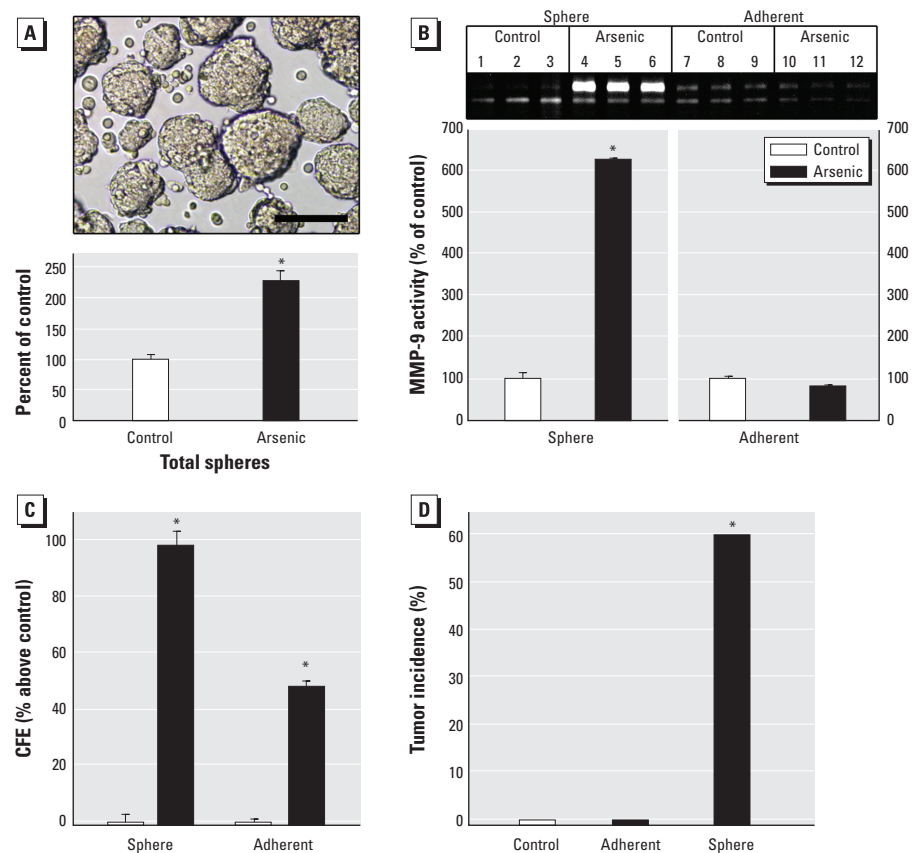 A
Percent of control
250
200
150
100
50
0
Control Arsenic
Total spheres
B
Sphere Adherent
Control Arsenic Control Arsenic
1 2 3 4 5 6 7 8 9 10 11 12
MMP-9 activity (% of control)
700 700
600 600
500 500
400 400
300 300
200 200
100 100
0 0
Control
Arsenic
*
*
Sphere Adherent
C
CFE (% above control)
100
80
60
40
20
0
*
*
Sphere Adherent
D
Tumor incidence (%)
60
50
40
30
20
10
0
*
Control Adherent Sphere